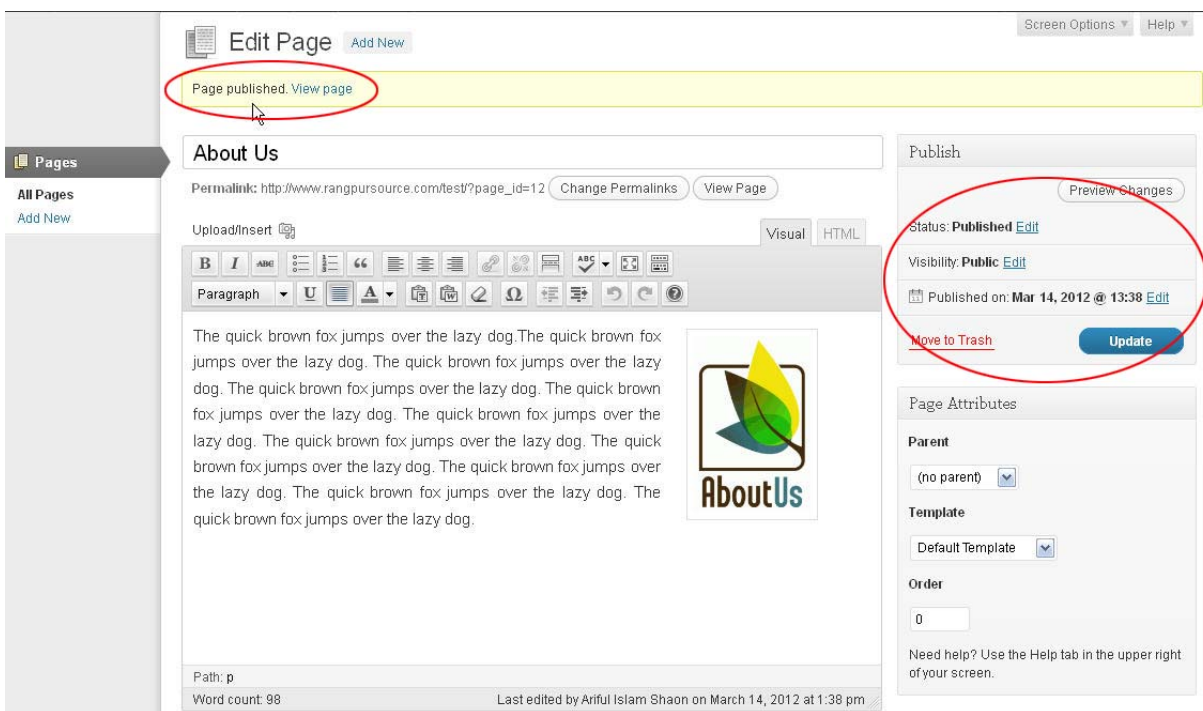 Screen Options Help
Edit Page Add New
Page published. View page
Pages
All Pages
Add New
About Us
Permalink: http://www.rangpursource.com/test/?page_id=12 Change Permalinks View Page
Upload/Insert
Visual HTML
B I ABC “ ABC
Paragraph U A T W Ω ?
The quick brown fox jumps over the lazy dog.The quick brown fox
jumps over the lazy dog. The quick brown fox jumps over the lazy
dog. The quick brown fox jumps over the lazy dog. The quick brown
fox jumps over the lazy dog. The quick brown fox jumps over the
lazy dog. The quick brown fox jumps over the lazy dog. The quick
brown fox jumps over the lazy dog. The quick brown fox jumps over
the lazy dog. The quick brown fox jumps over the lazy dog. The
quick brown fox jumps over the lazy dog.
AboutUs
Path: p
Word count: 98 Last edited by Ariful Islam Shaon on March 14, 2012 at 1:38 pm
Publish
Preview Changes
Status: Published Edit
Visibility: Public Edit
Published on: Mar 14, 2012 @ 13:38 Edit
Move to Trash Update
Page Attributes
Parent
(no parent)
Template
Default Template
Order
0
Need help? Use the Help tab in the upper right
of your screen.